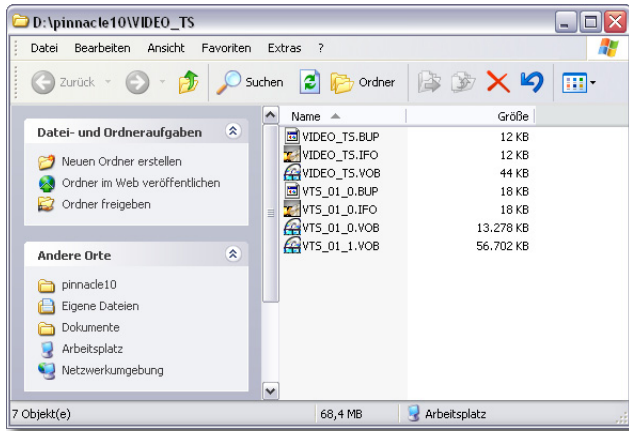 D:\pinnacle10\VIDEO_TS
Datei Bearbeiten Ansicht Favoriten Extras ?
Zurück Suchen Ordner
Datei- und Ordneraufgaben
Neuen Ordner erstellen
Ordner im Web veröffentlichen
Ordner freigeben
Andere Orte
pinnacle10
Eigene Dateien
Dokumente
Arbeitsplatz
Netzwerkumgebung
Name Größe
VIDEO_TS.BUP 12 KB
VIDEO_TS.IFO 12 KB
VIDEO_TS.VOB 44 KB
VTS_01_0.BUP 18 KB
VTS_01_0.IFO 18 KB
VTS_01_0.VOB 13.278 KB
VTS_01_1.VOB 56.702 KB
7 Objekt(e) 68,4 MB Arbeitsplatz